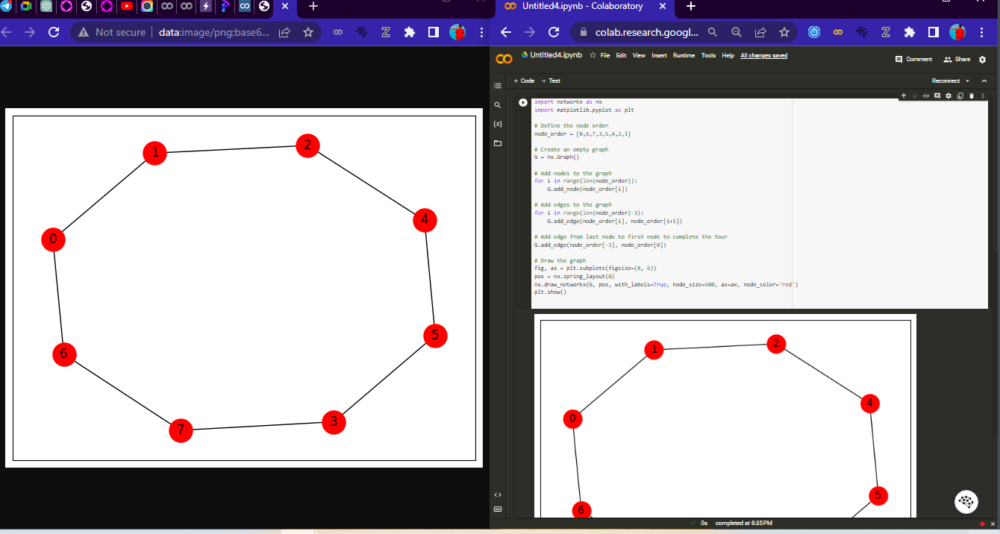 Not secure
data:image/png;base6...
1
2
0
4
6
5
7
3
Untitled4.ipynb - Colaboratory
colab.research.googl...
Untitled4.ipynb
File Edit View Insert Runtime Tools Help All changes saved
Comment
Share
+ Code + Text
Reconnect
import networkx as nx
import matplotlib.pyplot as plt
# Define the node order
node_order = [0,6,7,3,5,4,2,1]
# Create an empty graph
G = nx.Graph()
# Add nodes to the graph
for i in range(len(node_order)):
G.add_node(node_order[i])
# Add edges to the graph
for i in range(len(node_order)-1):
G.add_edge(node_order[i], node_order[i+1])
# Add edge from last node to first node to complete the tour
G.add_edge(node_order[-1], node_order[0])
# Draw the graph
fig, ax = plt.subplots(figsize=(8, 6))
pos = nx.spring_layout(G)
nx.draw_networkx(G, pos, with_labels=True, node_size=500, ax=ax, node_color='red')
plt.show()
1
2
4
0
5
6
0s completed at 8:35 PM